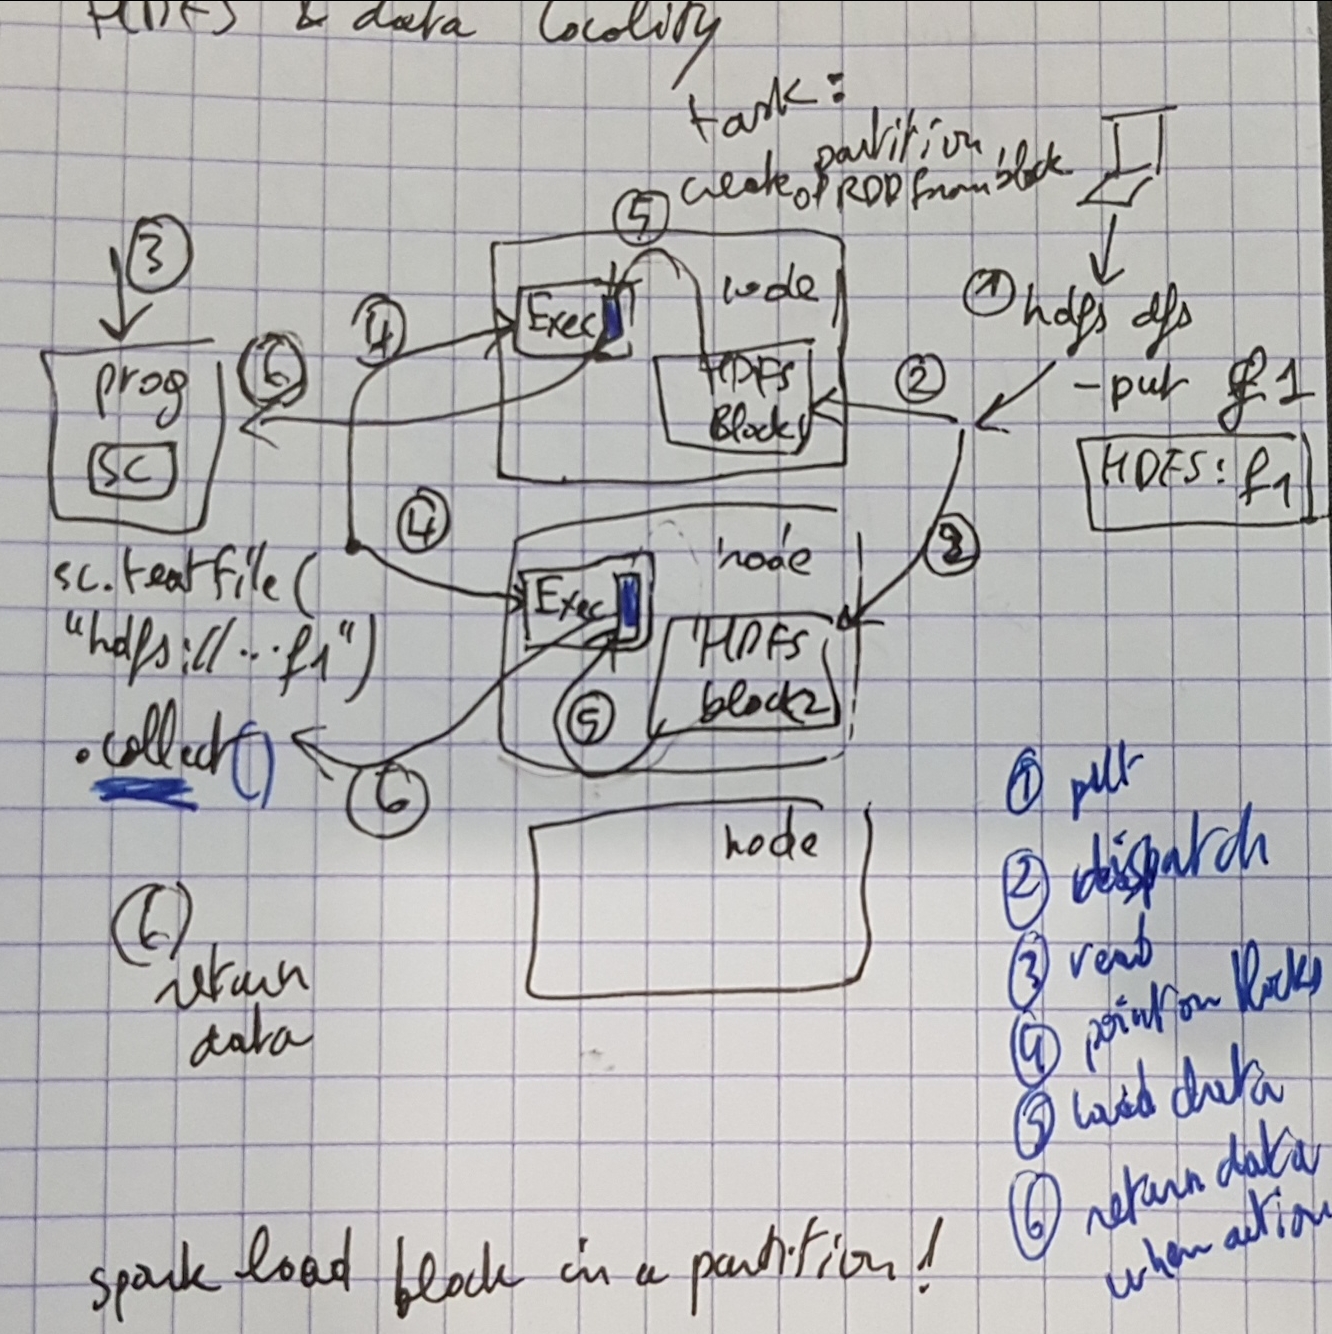 HDFS & data locality
task:
create partition
of RDD from block
5
3
node
1 hdfs dfs
-put f1
HDFS: f1
4
Exec
6
prog
SC
HDFS
Block1
2
4
node
2
Exec
sc.textfile(
"hdfs://...f1")
HDFS
block2
.collect()
5
6
node
6
return
data
1 put
2 dispatch
3 read
4 point on blocks
5 load data
6 return data
when action
spark load block in a partition!